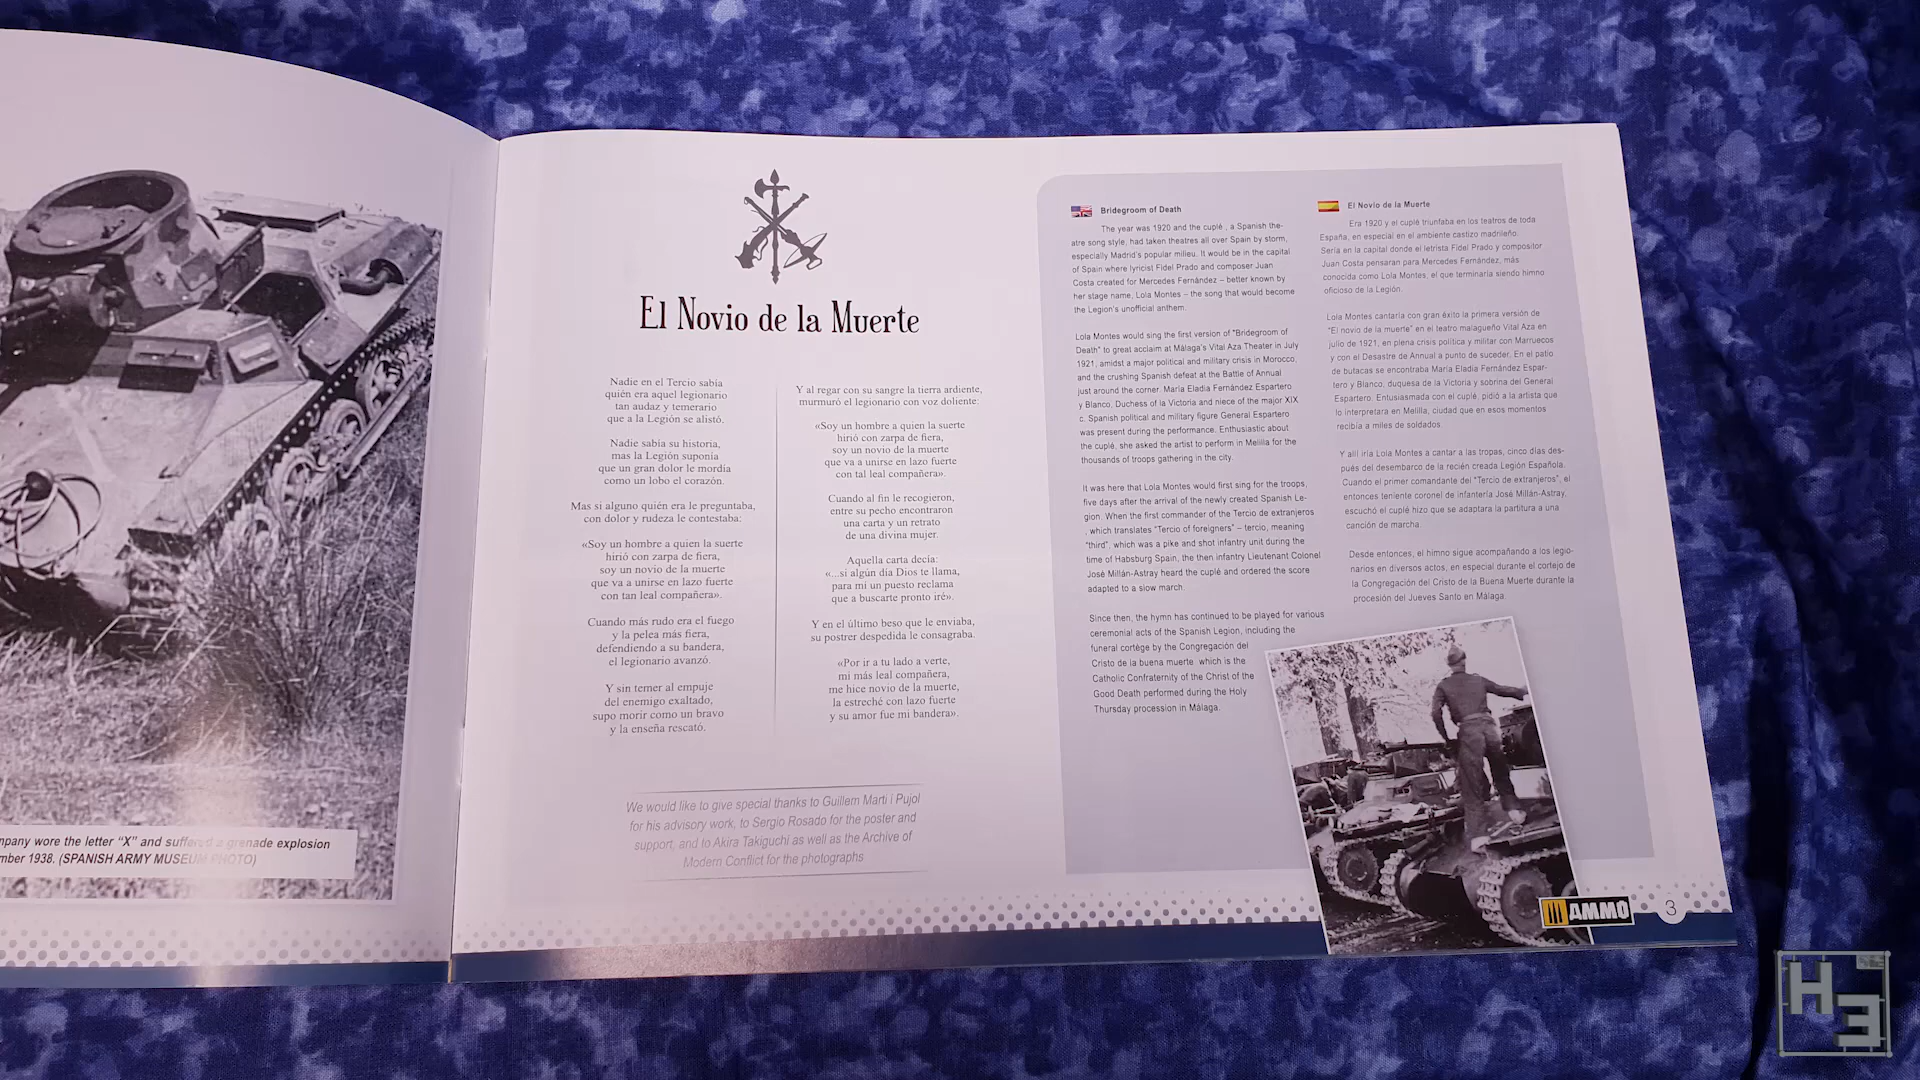 mpany wore the letter “X” and suffered a grenade explosion
mber 1938. (SPANISH ARMY MUSEUM PHOTO)
El Novio de la Muerte
Nadie en el Tercio sabía
quién era aquel legionario
tan audaz y temerario
que a la Legión se alistó.
Nadie sabía su historia,
mas la Legión suponía
que un gran dolor le mordía
como un lobo el corazón.
Mas si alguno quién era le preguntaba,
con dolor y rudeza le contestaba:
«Soy un hombre a quien la suerte
hirió con zarpa de fiera,
soy un novio de la muerte
que va a unirse en lazo fuerte
con tan leal compañera».
Cuando más rudo era el fuego
y la pelea más fiera,
defendiendo a su bandera,
el legionario avanzó.
Y sin temer al empuje
del enemigo exaltado,
supo morir como un bravo
y la enseña rescató.
Y al regar con su sangre la tierra ardiente,
murmuró el legionario con voz doliente:
«Soy un hombre a quien la suerte
hirió con zarpa de fiera,
soy un novio de la muerte
que va a unirse en lazo fuerte
con tal leal compañera».
Cuando al fin le recogieron,
entre su pecho encontraron
una carta y un retrato
de una divina mujer.
Aquella carta decía:
«...si algún día Dios te llama,
para mi un puesto reclama
que a buscarte pronto iré».
Y en el último beso que le enviaba,
su postrer despedida le consagraba.
«Por ir a tu lado a verte,
mi más leal compañera,
me hice novio de la muerte,
la estreché con lazo fuerte
y su amor fue mi bandera».
We would like to give special thanks to Guillem Martí i Pujol
for his advisory work, to Sergio Rosado for the poster and
support, and to Akira Takiguchi as well as the Archive of
Modern Conflict for the photographs
Bridegroom of Death
The year was 1920 and the cuplé , a Spanish the-
atre song style, had taken theatres all over Spain by storm,
especially Madrid's popular milieu. It would be in the capital
of Spain where lyricist Fidel Prado and composer Juan
Costa created for Mercedes Fernández – better known by
her stage name, Lola Montes – the song that would become
the Legion's unofficial anthem.
Lola Montes would sing the first version of "Bridegroom of
Death" to great acclaim at Málaga's Vital Aza Theater in July
1921, amidst a major political and military crisis in Morocco,
and the crushing Spanish defeat at the Battle of Annual
just around the corner. María Eladia Fernández Espartero
y Blanco, Duchess of la Victoria and niece of the major XIX
c. Spanish political and military figure General Espartero
was present during the performance. Enthusiastic about
the cuplé, she asked the artist to perform in Melilla for the
thousands of troops gathering in the city.
It was here that Lola Montes would first sing for the troops,
five days after the arrival of the newly created Spanish Le-
gion. When the first commander of the Tercio de extranjeros
, which translates “Tercio of foreigners” – tercio, meaning
“third”, which was a pike and shot infantry unit during the
time of Habsburg Spain, the then infantry Lieutenant Colonel
José Millán-Astray heard the cuplé and ordered the score
adapted to a slow march.
Since then, the hymn has continued to be played for various
ceremonial acts of the Spanish Legion, including the
funeral cortège by the Congregación del
Cristo de la buena muerte which is the
Catholic Confraternity of the Christ of the
Good Death performed during the Holy
Thursday procession in Málaga.
El Novio de la Muerte
Era 1920 y el cuplé triunfaba en los teatros de toda
España, en especial en el ambiente castizo madrileño.
Sería en la capital donde el letrista Fidel Prado y compositor
Juan Costa pensaran para Mercedes Fernández, más
conocida como Lola Montes, el que terminaría siendo himno
oficioso de la Legión.
Lola Montes cantaría con gran éxito la primera versión de
“El novio de la muerte” en el teatro malagueño Vital Aza en
julio de 1921, en plena crisis política y militar con Marruecos
y con el Desastre de Annual a punto de suceder. En el patio
de butacas se encontraba María Eladia Fernández Espar-
tero y Blanco, duquesa de la Victoria y sobrina del General
Espartero. Entusiasmada con el cuplé, pidió a la artista que
lo interpretara en Melilla, ciudad que en esos momentos
recibía a miles de soldados.
Y allí iría Lola Montes a cantar a las tropas, cinco días des-
pués del desembarco de la recién creada Legión Española.
Cuando el primer comandante del “Tercio de extranjeros”, el
entonces teniente coronel de infantería José Millán-Astray,
escuchó el cuplé hizo que se adaptara la partitura a una
canción de marcha.
Desde entonces, el himno sigue acompañando a los legio-
narios en diversos actos, en especial durante el cortejo de
la Congregación del Cristo de la Buena Muerte durante la
procesión del Jueves Santo en Málaga.
AMMO
3